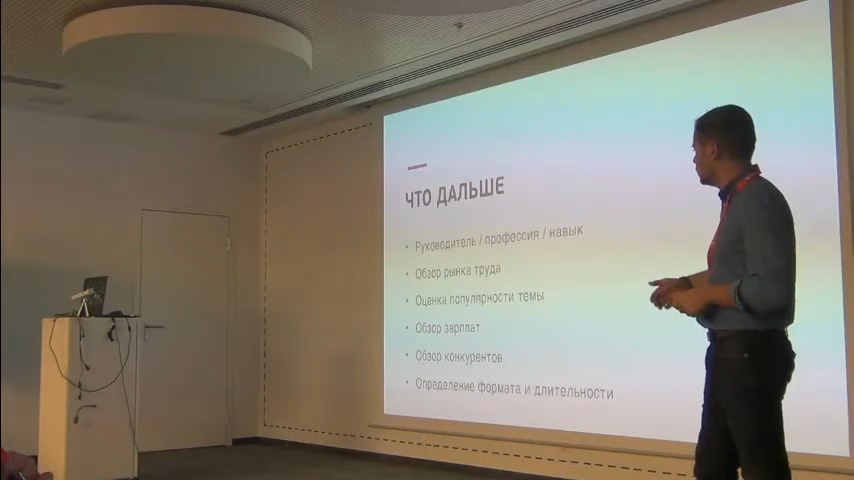 ЧТО ДАЛЬШЕ
• Руководитель / профессия / навык
• Обзор рынка труда
• Оценка популярности темы
• Обзор зарплат
• Обзор конкурентов
• Определение формата и длительности